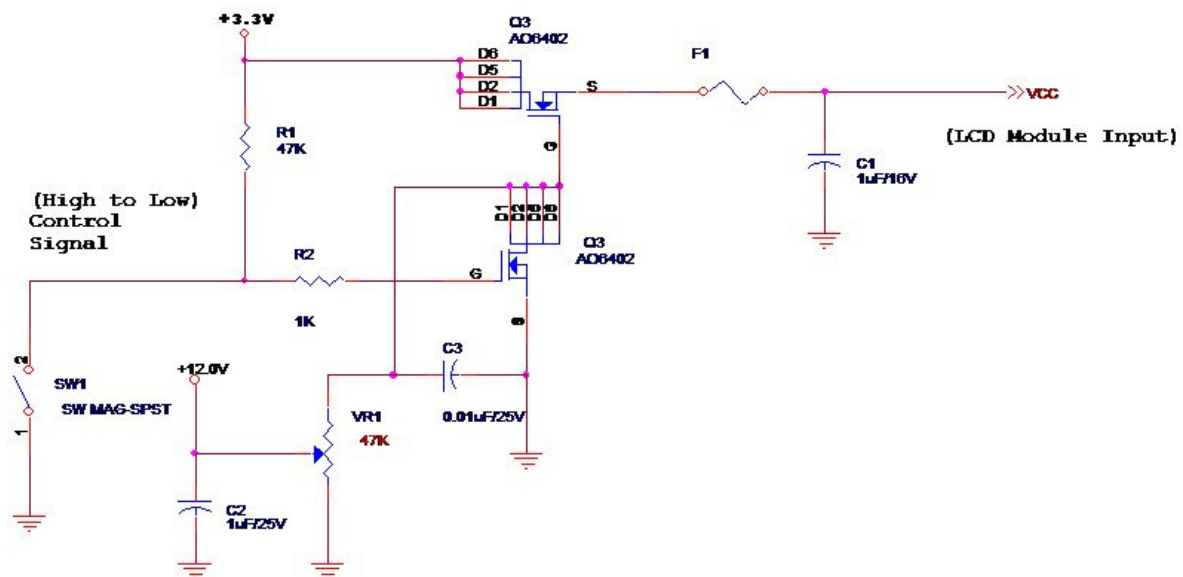 +3.3V
Q3
AO6402
D6
D5
D2
D1
S
F1
VCC
(LCD Module Input)
R1
47K
G
C1
1uF/16V
(High to Low)
Control
Signal
D1
D2
Q3
AO6402
R2
G
1K
2
SW1
SW MAG-SPST
1
+12.0V
C3
0.01uF/25V
VR1
47K
C2
1uF/25V